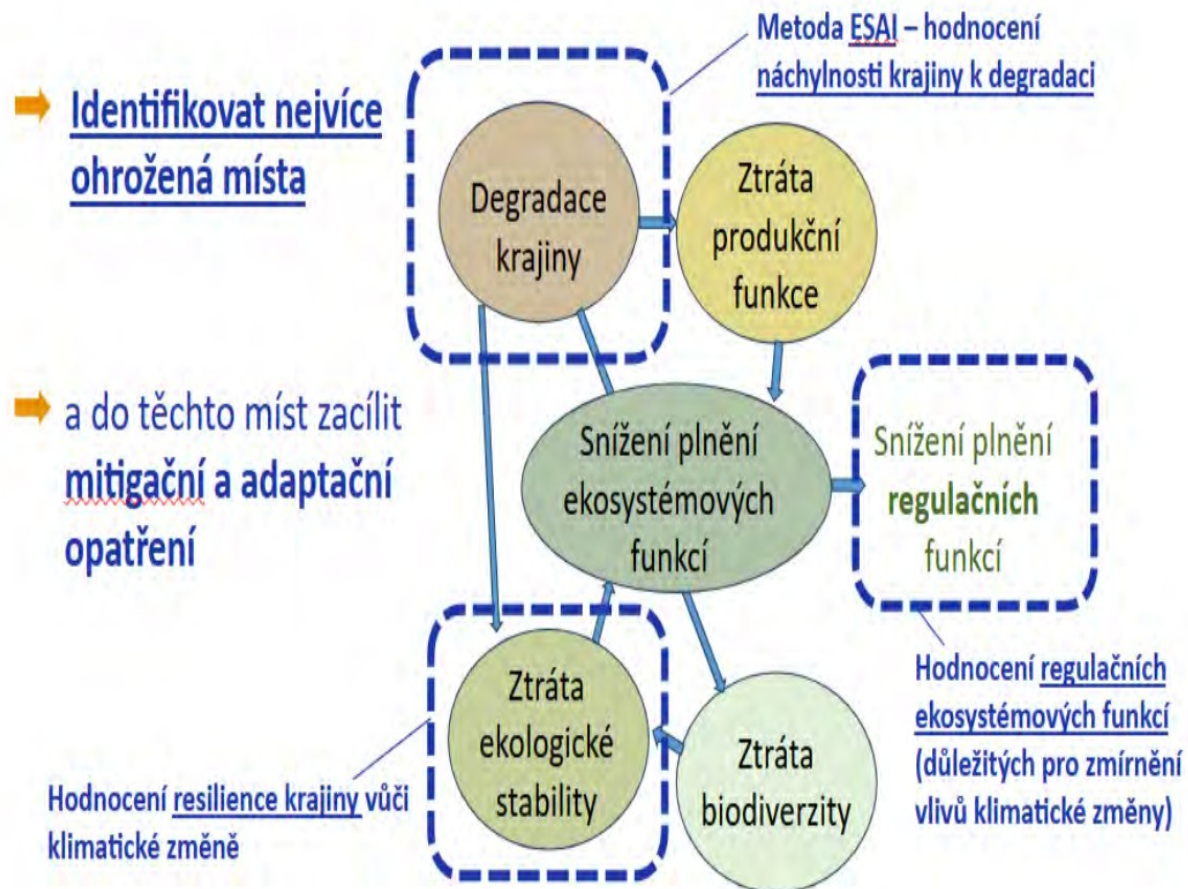 Metoda ESAI – hodnocení
náchylnosti krajiny k degradaci
Identifikovat nejvíce
ohrožená místa
Degradace
krajiny
Ztráta
produkční
funkce
a do těchto míst zacílit
mitigační a adaptační
opatření
Snížení plnění
ekosystémových
funkcí
Snížení plnění
regulačních
funkcí
Ztráta
ekologické
stability
Ztráta
biodiverzity
Hodnocení regulačních
ekosystémových funkcí
(důležitých pro zmírnění
vlivů klimatické změny)
Hodnocení resilience krajiny vůči
klimatické změně